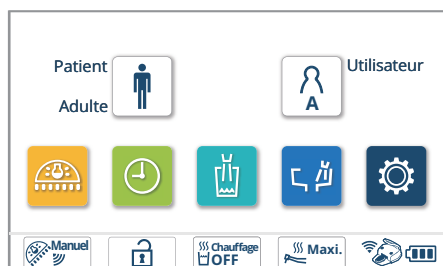 Patient
Adulte
Utilisateur
A
Manuel
Chauffage
OFF
Maxi.